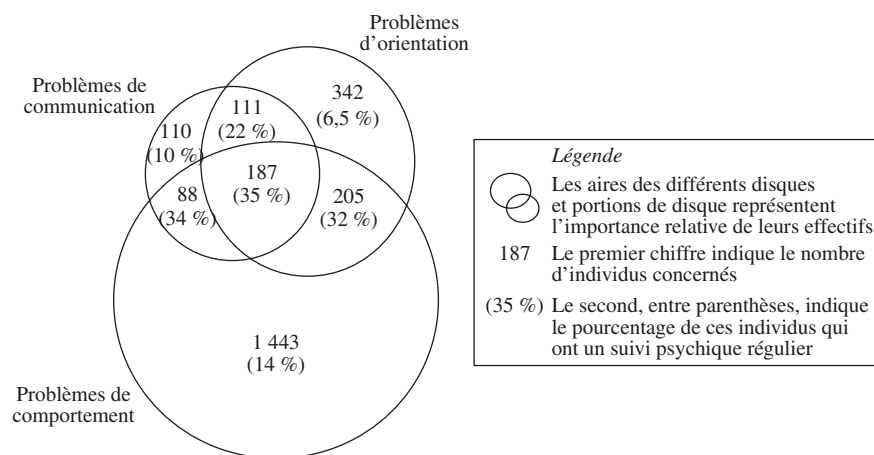 Problèmes
d'orientation
Problèmes de
communication
342
(6,5 %)
111
(22 %)
110
(10 %)
187
(35 %)
88
(34 %)
205
(32 %)
1 443
(14 %)
Problèmes de
comportement
Légende
Les aires des différents disques
et portions de disque représentent
l'importance relative de leurs effectifs
187 Le premier chiffre indique le nombre
d'individus concernés
(35 %) Le second, entre parenthèses, indique
le pourcentage de ces individus qui
ont un suivi psychique régulier